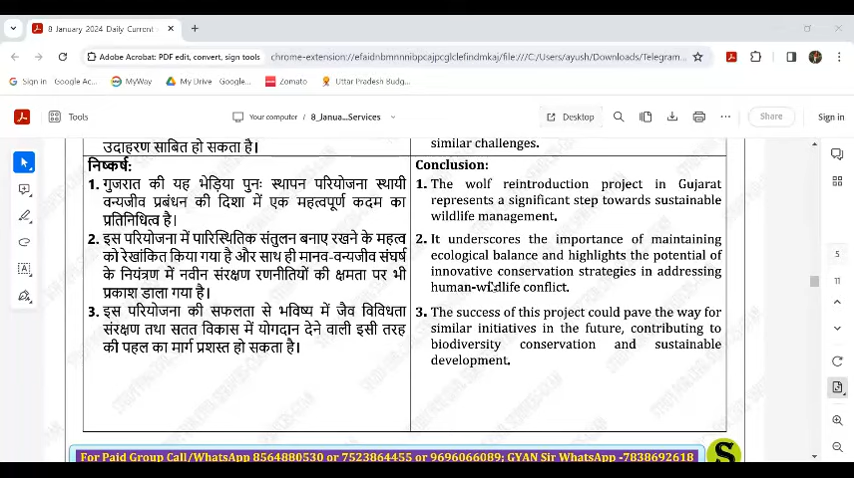 8 January 2024 Daily Current
Adobe Acrobat: PDF edit, convert, sign tools
chrome-extension://efaidnbmnnnibpcajpcglclefindmkaj/file:///C:/Users/ayush/Downloads/Telegram...
Sign in Google Ac...
MyWay
My Drive Google...
Zomato
Uttar Pradesh Budg...
Tools
Your computer / 8_Janua...Services
Desktop
Share
Sign in
5
11
उदाहरण साबित हो सकता है।
निष्कर्ष:
1. गुजरात की यह भेड़िया पुनः स्थापन परियोजना स्थायी
वन्यजीव प्रबंधन की दिशा में एक महत्वपूर्ण कदम का
प्रतिनिधित्व है।
2. इस परियोजना में पारिस्थितिक संतुलन बनाए रखने के महत्व
को रेखांकित किया गया है और साथ ही मानव-वन्यजीव संघर्ष
के नियंत्रण में नवीन संरक्षण रणनीतियों की क्षमता पर भी
प्रकाश डाला गया है।
3. इस परियोजना की सफलता से भविष्य में जैव विविधता
संरक्षण तथा सतत विकास में योगदान देने वाली इसी तरह
की पहल का मार्ग प्रशस्त हो सकता है।
similar challenges.
Conclusion:
1. The wolf reintroduction project in Gujarat
represents a significant step towards sustainable
wildlife management.
2. It underscores the importance of maintaining
ecological balance and highlights the potential of
innovative conservation strategies in addressing
human-wildlife conflict.
3. The success of this project could pave the way for
similar initiatives in the future, contributing to
biodiversity conservation and sustainable
development.
For Paid Group Call/WhatsApp 8564880530 or 7523864455 or 9696066089; GYAN Sir WhatsApp -7838692618
S